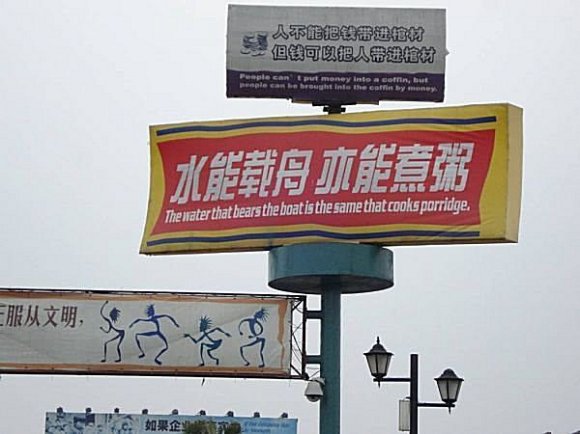 人不能把钱带进棺材
但钱可以把人带进棺材
People can't put money into a coffin, but
people can be brought into the coffin by money.
水能载舟 亦能煮粥
The water that bears the boat is the same that cooks porridge.
服从文明,
如果企业